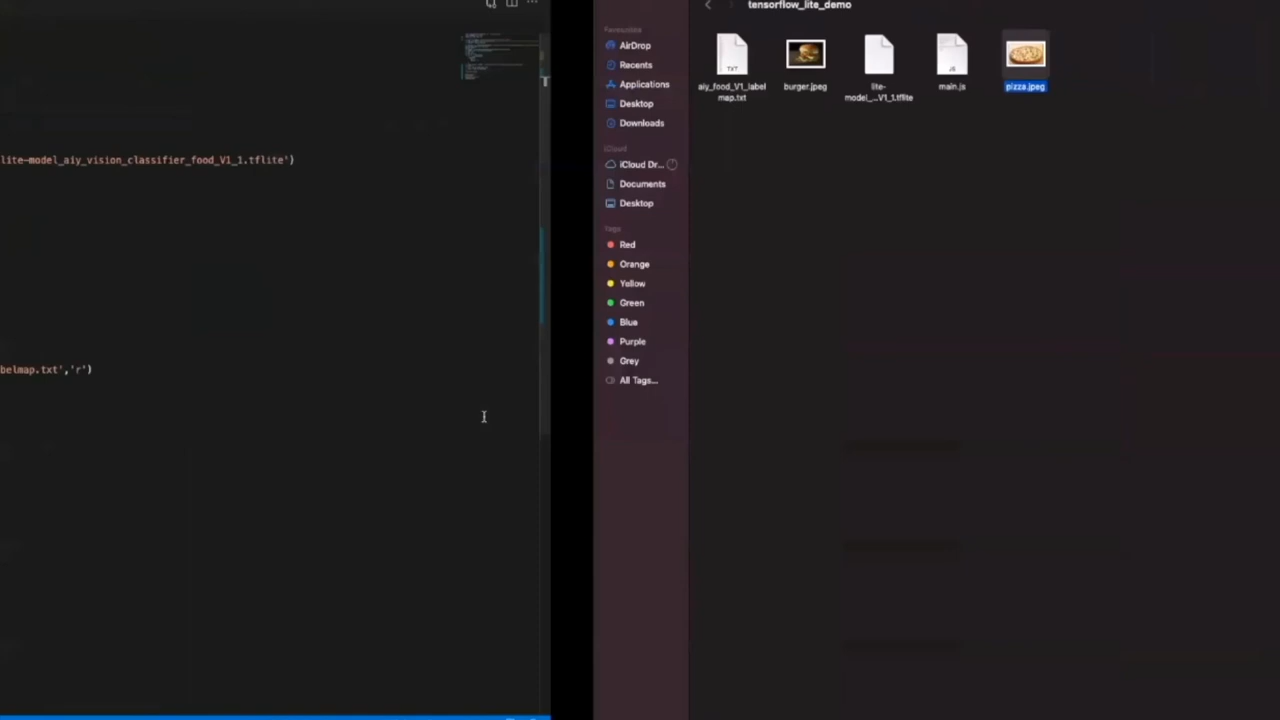 lite-model_aiy_vision_classifier_food_V1_1.tflite')
belmap.txt','r')
tensorflow_lite_demo
Favourites
AirDrop
Recents
Applications
Desktop
Downloads
iCloud
iCloud Dr...
Documents
Desktop
Tags
Red
Orange
Yellow
Green
Blue
Purple
Grey
All Tags...
TXT
aiy_food_V1_label
map.txt
burger.jpeg
lite-
model_...V1_1.tflite
JS
main.js
pizza.jpeg